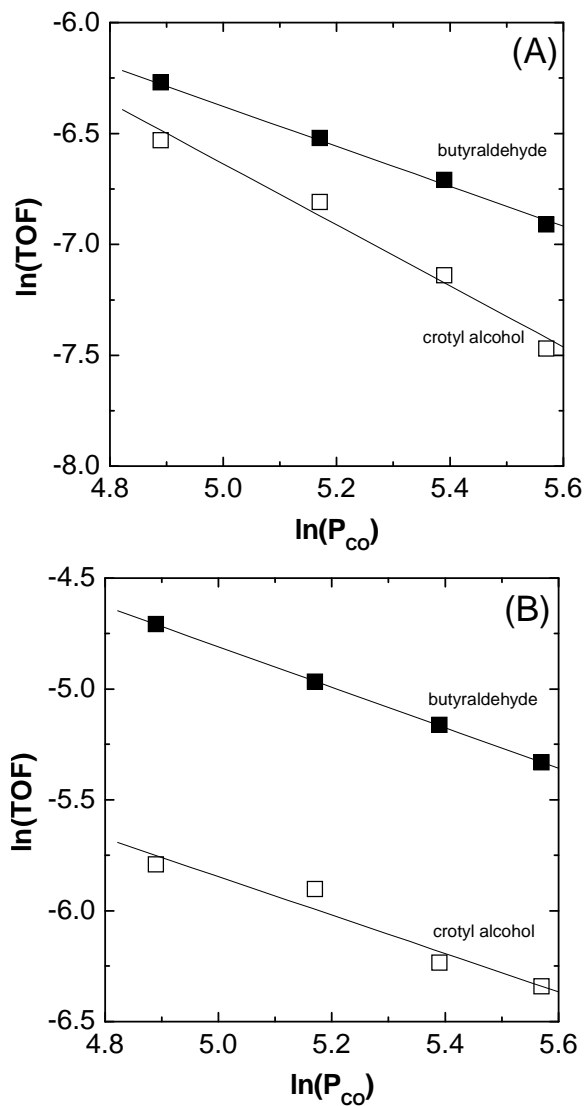 (A)
-6.0
-6.5
-7.0
-7.5
-8.0
ln(TOF)
butyraldehyde
crotyl alcohol
4.8 5.0 5.2 5.4 5.6
ln(P_CO)
(B)
-4.5
-5.0
-5.5
-6.0
-6.5
ln(TOF)
butyraldehyde
crotyl alcohol
4.8 5.0 5.2 5.4 5.6
ln(P_CO)